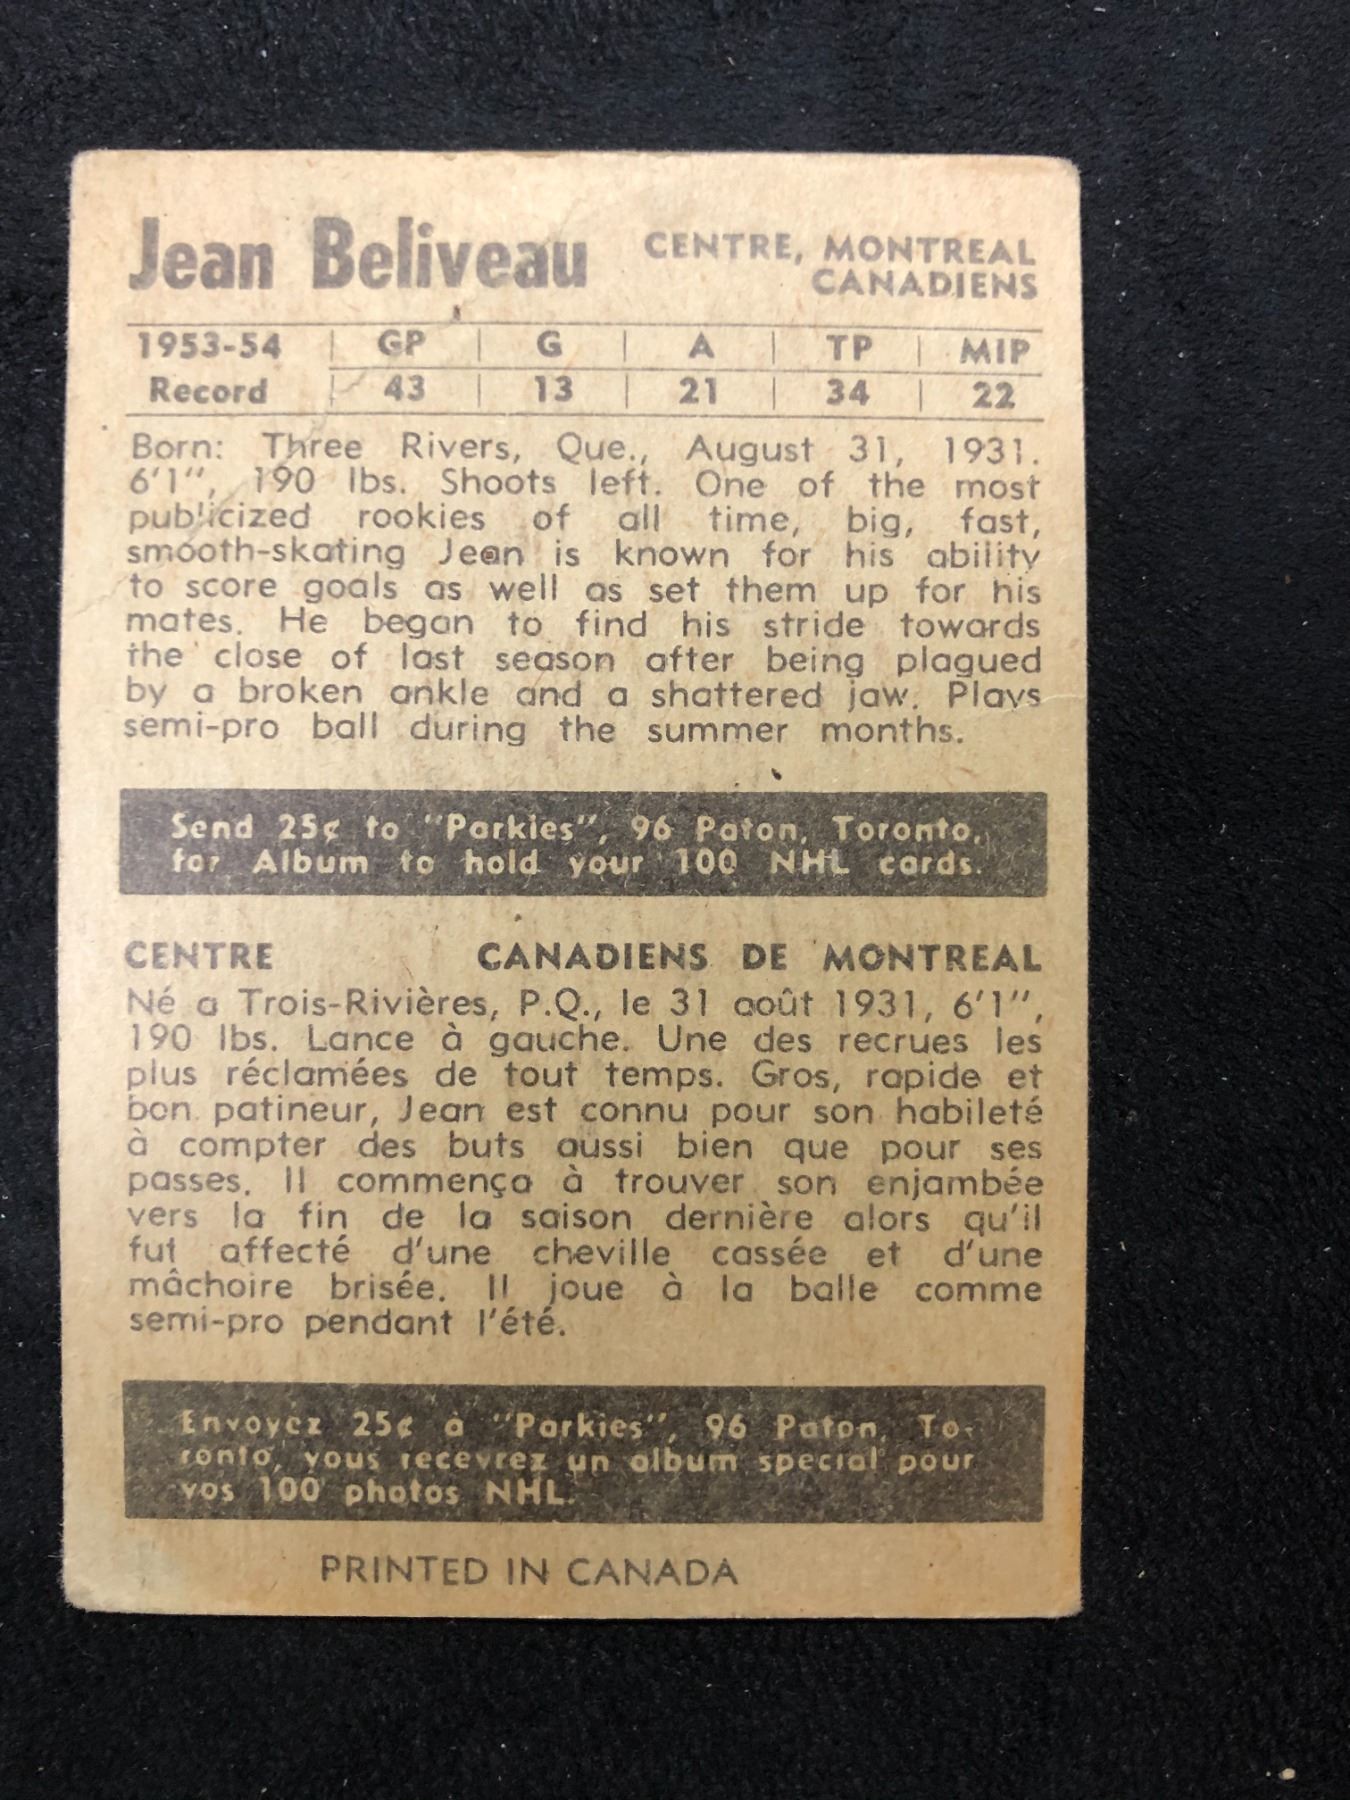 Jean Beliveau CENTRE, MONTREAL
CANADIENS
1953-54 | GP | G | A | TP | MIP
Record | 43 | 13 | 21 | 34 | 22
Born: Three Rivers, Que., August 31, 1931.
6'1", 190 lbs. Shoots left. One of the most
publicized rookies of all time, big, fast,
smooth-skating Jean is known for his ability
to score goals as well as set them up for his
mates. He began to find his stride towards
the close of last season after being plagued
by a broken ankle and a shattered jaw. Plays
semi-pro ball during the summer months.
Send 25¢ to "Parkies", 96 Paton, Toronto,
for Album to hold your 100 NHL cards.
CENTRE CANADIENS DE MONTREAL
Né a Trois-Rivières, P.Q., le 31 août 1931, 6'1",
190 lbs. Lance à gauche. Une des recrues les
plus réclamées de tout temps. Gros, rapide et
bon patineur, Jean est connu pour son habileté
à compter des buts aussi bien que pour ses
passes. Il commença à trouver son enjambée
vers la fin de la saison dernière alors qu'il
fut affecté d'une cheville cassée et d'une
mâchoire brisée. Il joue à la balle comme
semi-pro pendant l'été.
Envoyez 25¢ à "Parkies", 96 Paton, To-
ronto, vous recevrez un album special pour
vos 100 photos NHL.
PRINTED IN CANADA